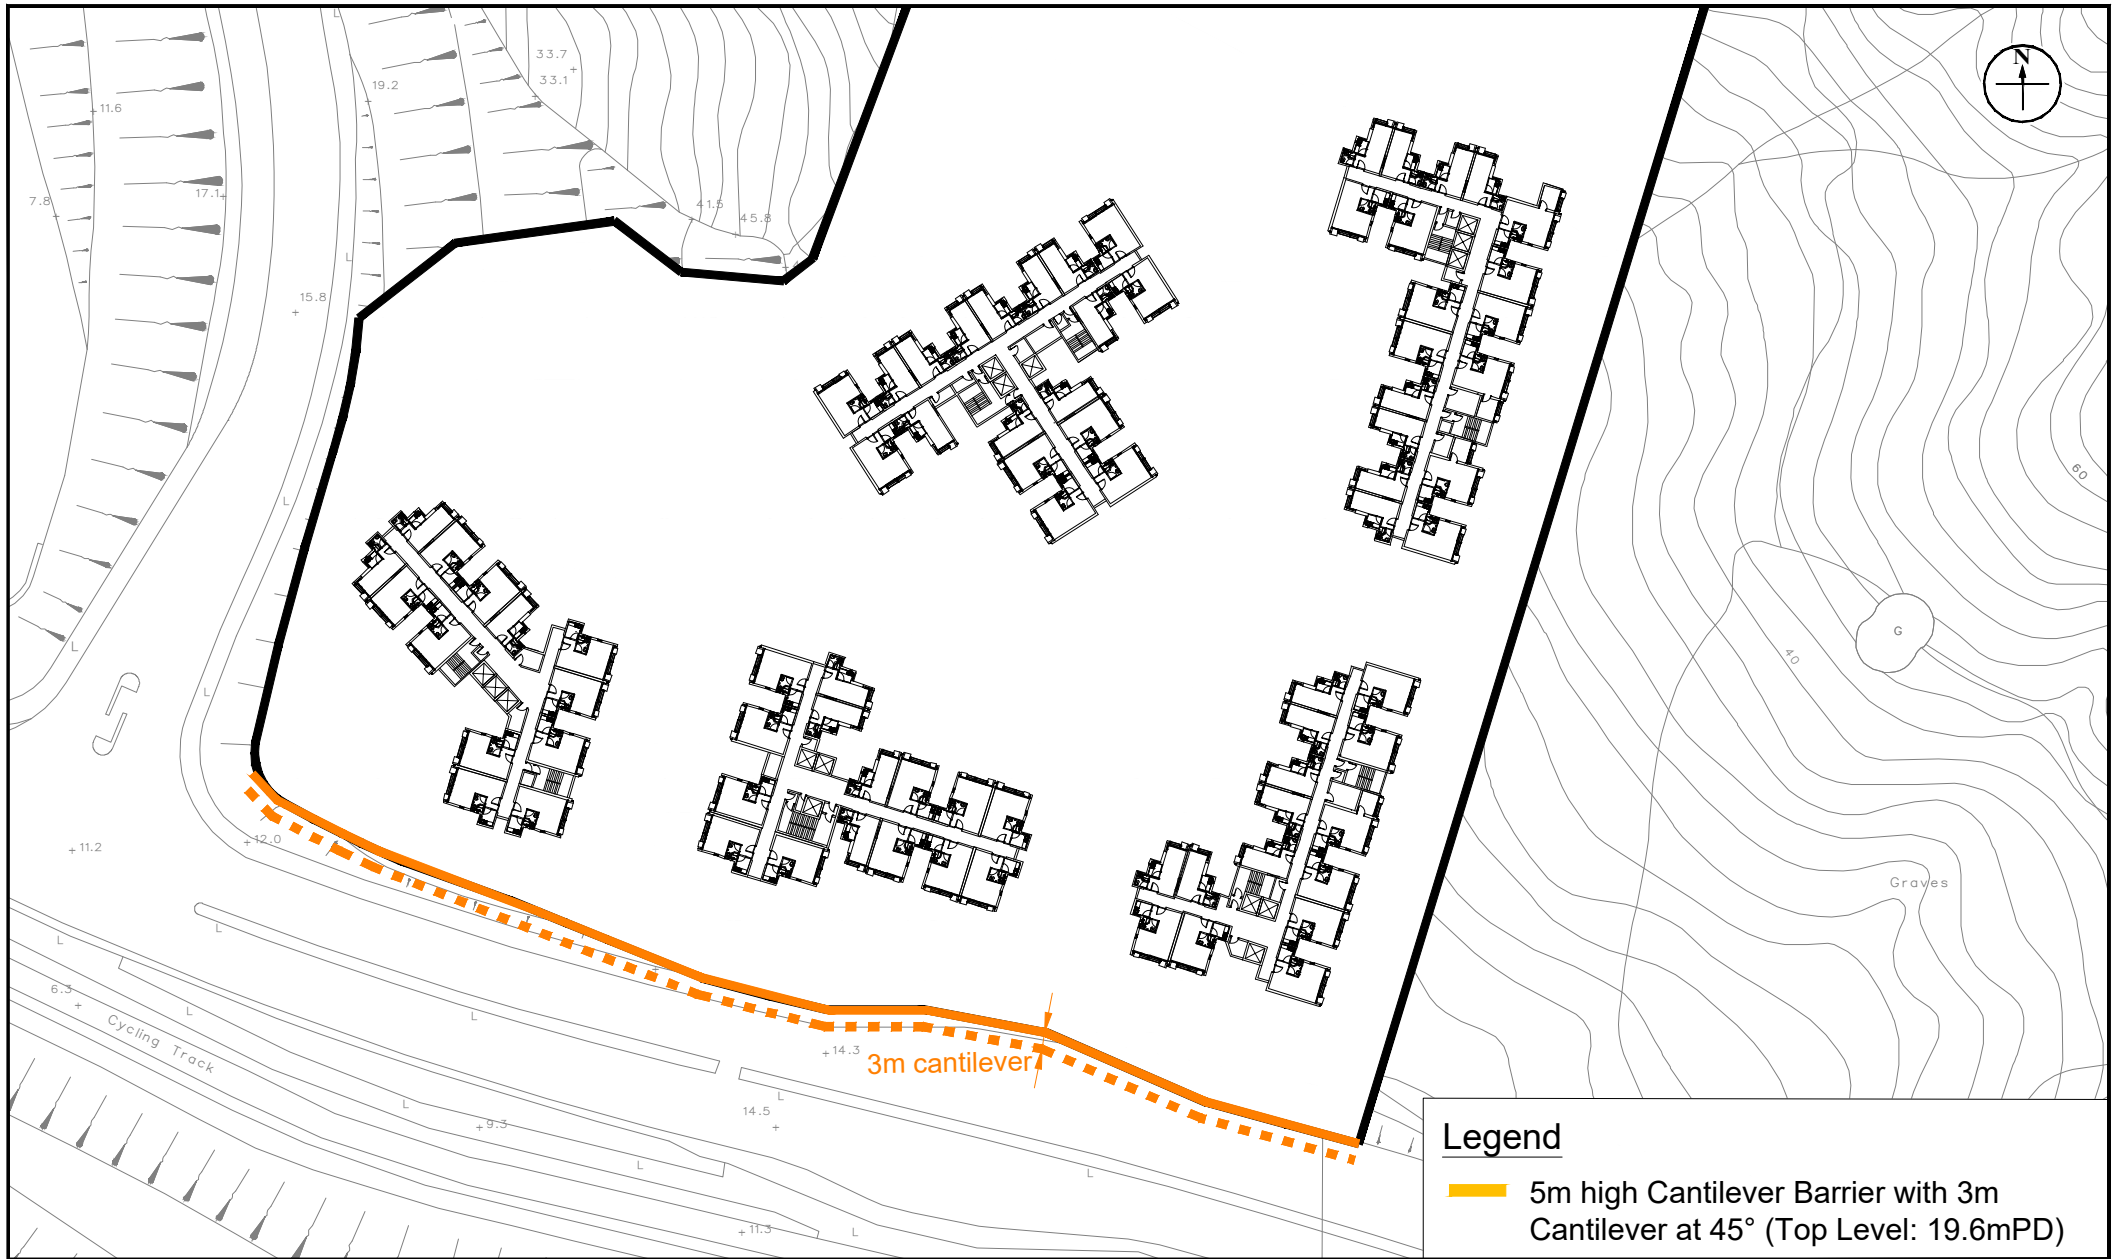 N
33.7
33.1
19.2
11.6
17.1
7.8
41.5
45.8
L
15.8
L
L
60
G
40
L
L
12.0
11.2
Graves
L
L
6.3
L
Cycling Track
L
14.3
3m cantilever
L
14.5
L
9.3
L
L
11.3
L
Legend
5m high Cantilever Barrier with 3m
Cantilever at 45° (Top Level: 19.6mPD)